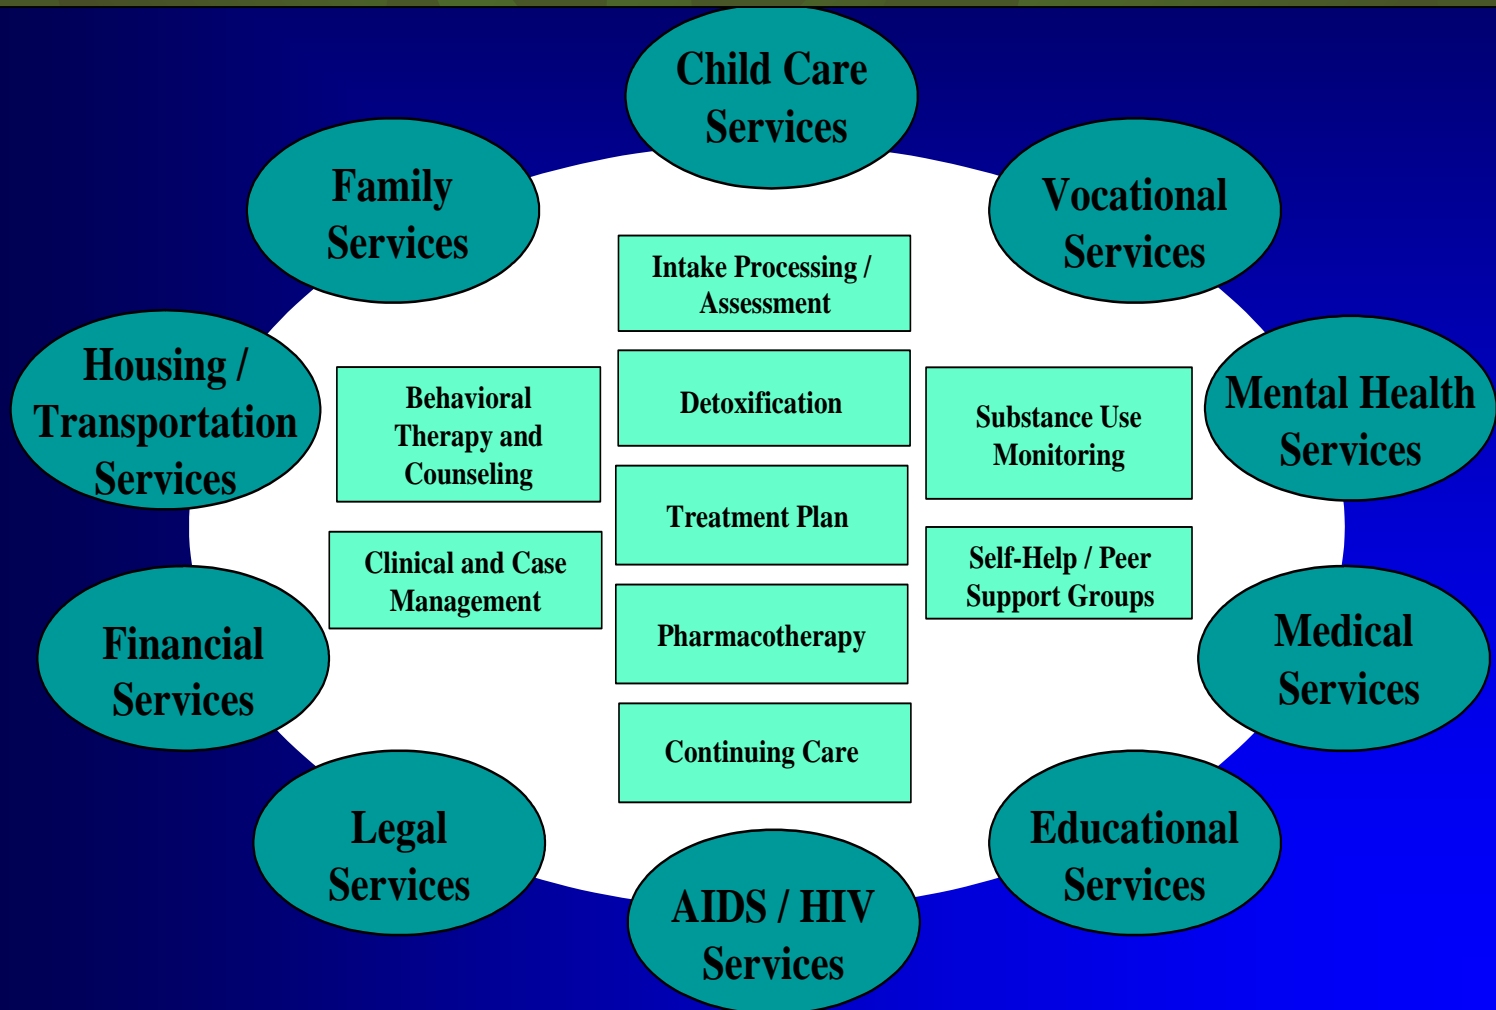 Child Care
Services
Family
Services
Vocational
Services
Intake Processing /
Assessment
Housing /
Transportation
Services
Behavioral
Therapy and
Counseling
Detoxification
Substance Use
Monitoring
Mental Health
Services
Treatment Plan
Clinical and Case
Management
Self-Help / Peer
Support Groups
Financial
Services
Pharmacotherapy
Medical
Services
Continuing Care
Legal
Services
AIDS / HIV
Services
Educational
Services